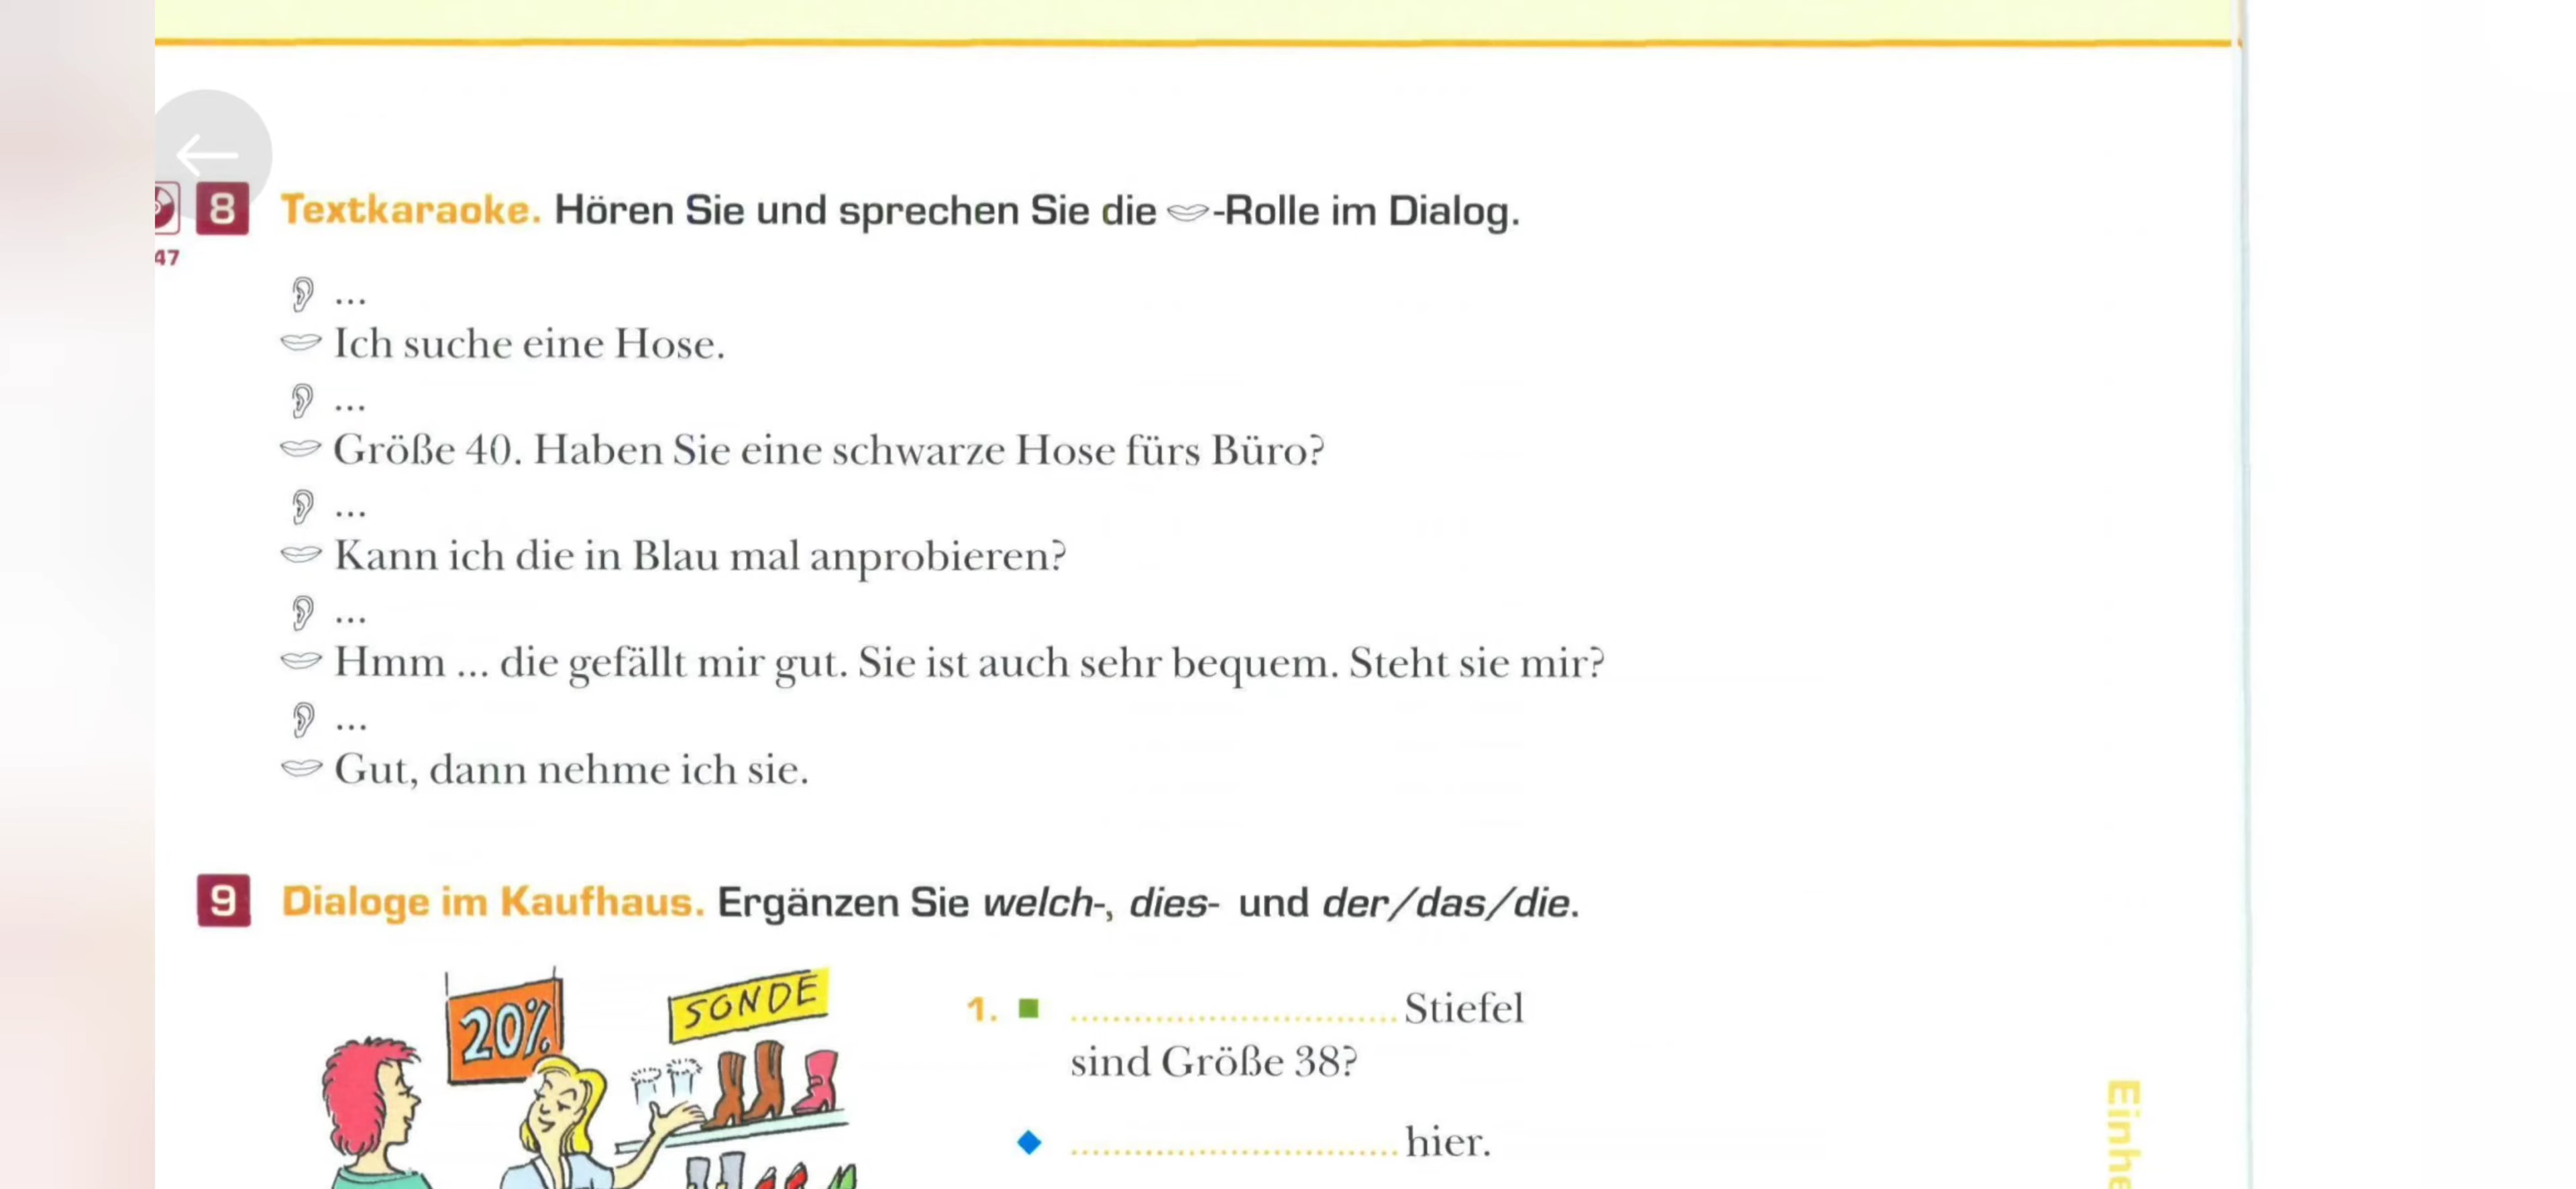 8 Textkaraoke. Hören Sie und sprechen Sie die -Rolle im Dialog.
47
...
Ich suche eine Hose.
...
Größe 40. Haben Sie eine schwarze Hose fürs Büro?
...
Kann ich die in Blau mal anprobieren?
...
Hmm ... die gefällt mir gut. Sie ist auch sehr bequem. Steht sie mir?
...
Gut, dann nehme ich sie.
9 Dialoge im Kaufhaus. Ergänzen Sie welch-, dies- und der/das/die.
20%
SONDE
1. .............................. Stiefel
sind Größe 38?
.............................. hier.